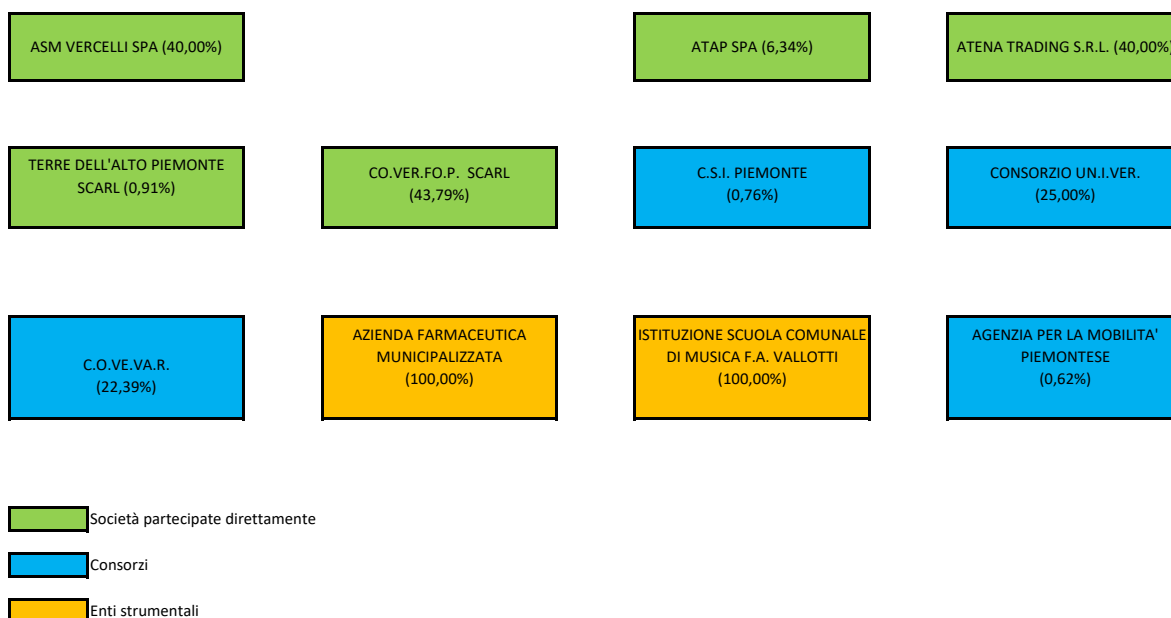 ASM VERCELLI SPA (40,00%)
ATAP SPA (6,34%)
ATENA TRADING S.R.L. (40,00%)
TERRE DELL'ALTO PIEMONTE
SCARL (0,91%)
CO.VER.FO.P. SCARL
(43,79%)
C.S.I. PIEMONTE
(0,76%)
CONSORZIO UN.I.VER.
(25,00%)
C.O.VE.VA.R.
(22,39%)
AZIENDA FARMACEUTICA
MUNICIPALIZZATA
(100,00%)
ISTITUZIONE SCUOLA COMUNALE
DI MUSICA F.A. VALLOTTI
(100,00%)
AGENZIA PER LA MOBILITA'
PIEMONTESE
(0,62%)
Società partecipate direttamente
Consorzi
Enti strumentali